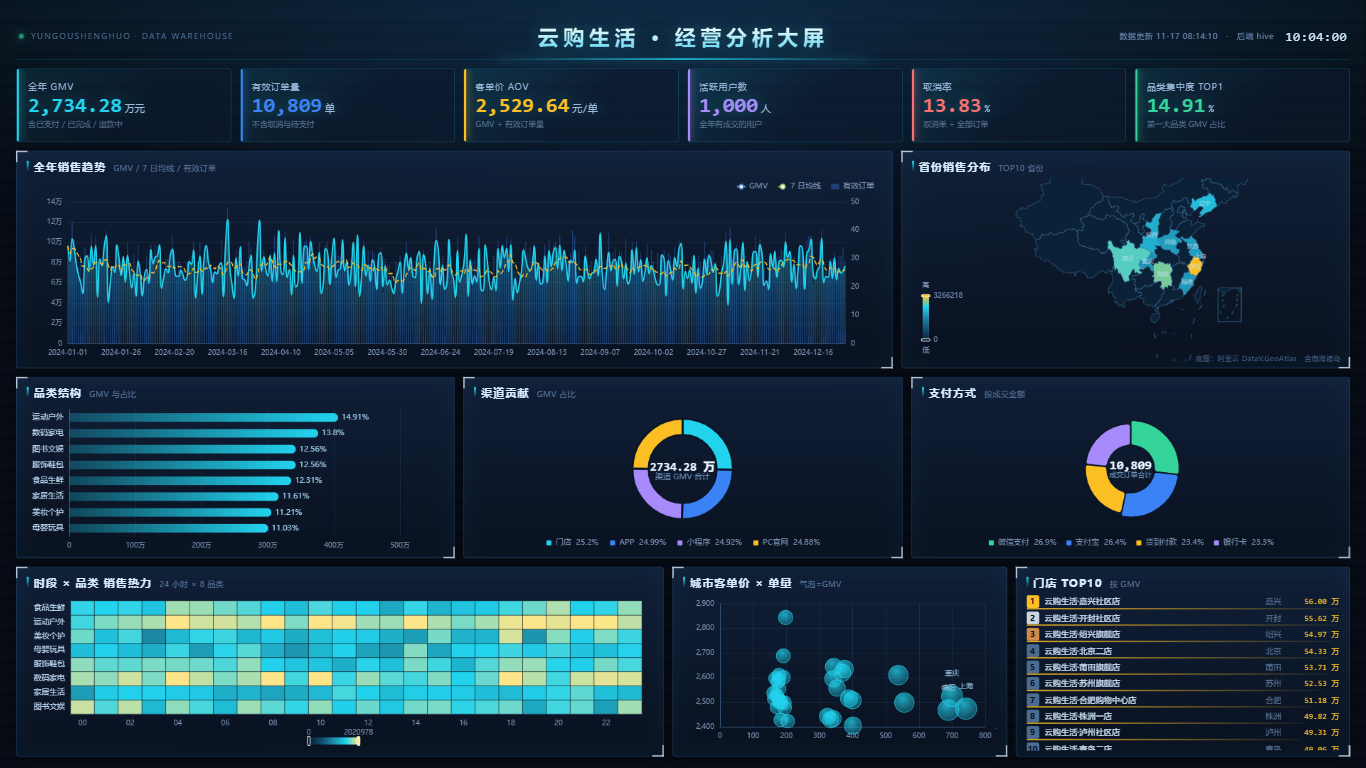 YUNGOUSHENGHUO · DATA WAREHOUSE
云购生活 • 经营分析大屏
数据更新 11-17 08:14:10 · 后端 hive 10:04:00
全年 GMV
2,734.28 万元
含已支付 / 已完成 / 退款中
有效订单量
10,809 单
不含取消与待支付
客单价 AOV
2,529.64 元/单
GMV ÷ 有效订单量
活跃用户数
1,000 人
全年有成交的用户
取消率
13.83 %
取消单 ÷ 全部订单
品类集中度 TOP1
14.91 %
第一大品类 GMV 占比
全年销售趋势 GMV / 7 日均线 / 有效订单
GMV 7 日均线 有效订单
14万
12万
10万
8万
6万
4万
2万
0
50
40
30
20
10
0
2024-01-01 2024-01-26 2024-02-20 2024-03-16 2024-04-10 2024-05-05 2024-05-30 2024-06-24 2024-07-19 2024-08-13 2024-09-07 2024-10-02 2024-10-27 2024-11-21 2024-12-16
省份销售分布 TOP10 省份
辽宁
四川
高
3266218
0
低
底图：阿里云 DataV.GeoAtlas 含南海诸岛
品类结构 GMV 与占比
运动户外 14.91%
数码家电 13.8%
图书文娱 12.56%
服饰鞋包 12.56%
食品生鲜 12.31%
家居生活 11.61%
美妆个护 11.21%
母婴玩具 11.03%
0 100万 200万 300万 400万 500万
渠道贡献 GMV 占比
2734.28 万
渠道 GMV 合计
门店 25.2% APP 24.99% 小程序 24.92% PC官网 24.88%
支付方式 按成交金额
10,809
成交订单合计
微信支付 26.9% 支付宝 26.4% 货到付款 23.4% 银行卡 23.3%
时段 × 品类 销售热力 24 小时 × 8 品类
食品生鲜
运动户外
美妆个护
母婴玩具
服饰鞋包
数码家电
家居生活
图书文娱
00 02 04 06 08 10 12 14 16 18 20 22
0 2020978
城市客单价 × 单量 气泡=GMV
2,900
2,800
2,700
2,600
2,500
2,400
重庆
上海
0 100 200 300 400 500 600 700 800
门店 TOP10 按 GMV
1 云购生活·嘉兴社区店 嘉兴 56.00 万
2 云购生活·开封社区店 开封 55.62 万
3 云购生活·绍兴旗舰店 绍兴 54.97 万
4 云购生活·北京二店 北京 54.33 万
5 云购生活·莆田旗舰店 莆田 53.71 万
6 云购生活·苏州旗舰店 苏州 52.53 万
7 云购生活·合肥购物中心店 合肥 51.18 万
8 云购生活·株洲一店 株洲 49.82 万
9 云购生活·泸州社区店 泸州 49.31 万
10 云购生活·青岛二店 青岛 49.06 万